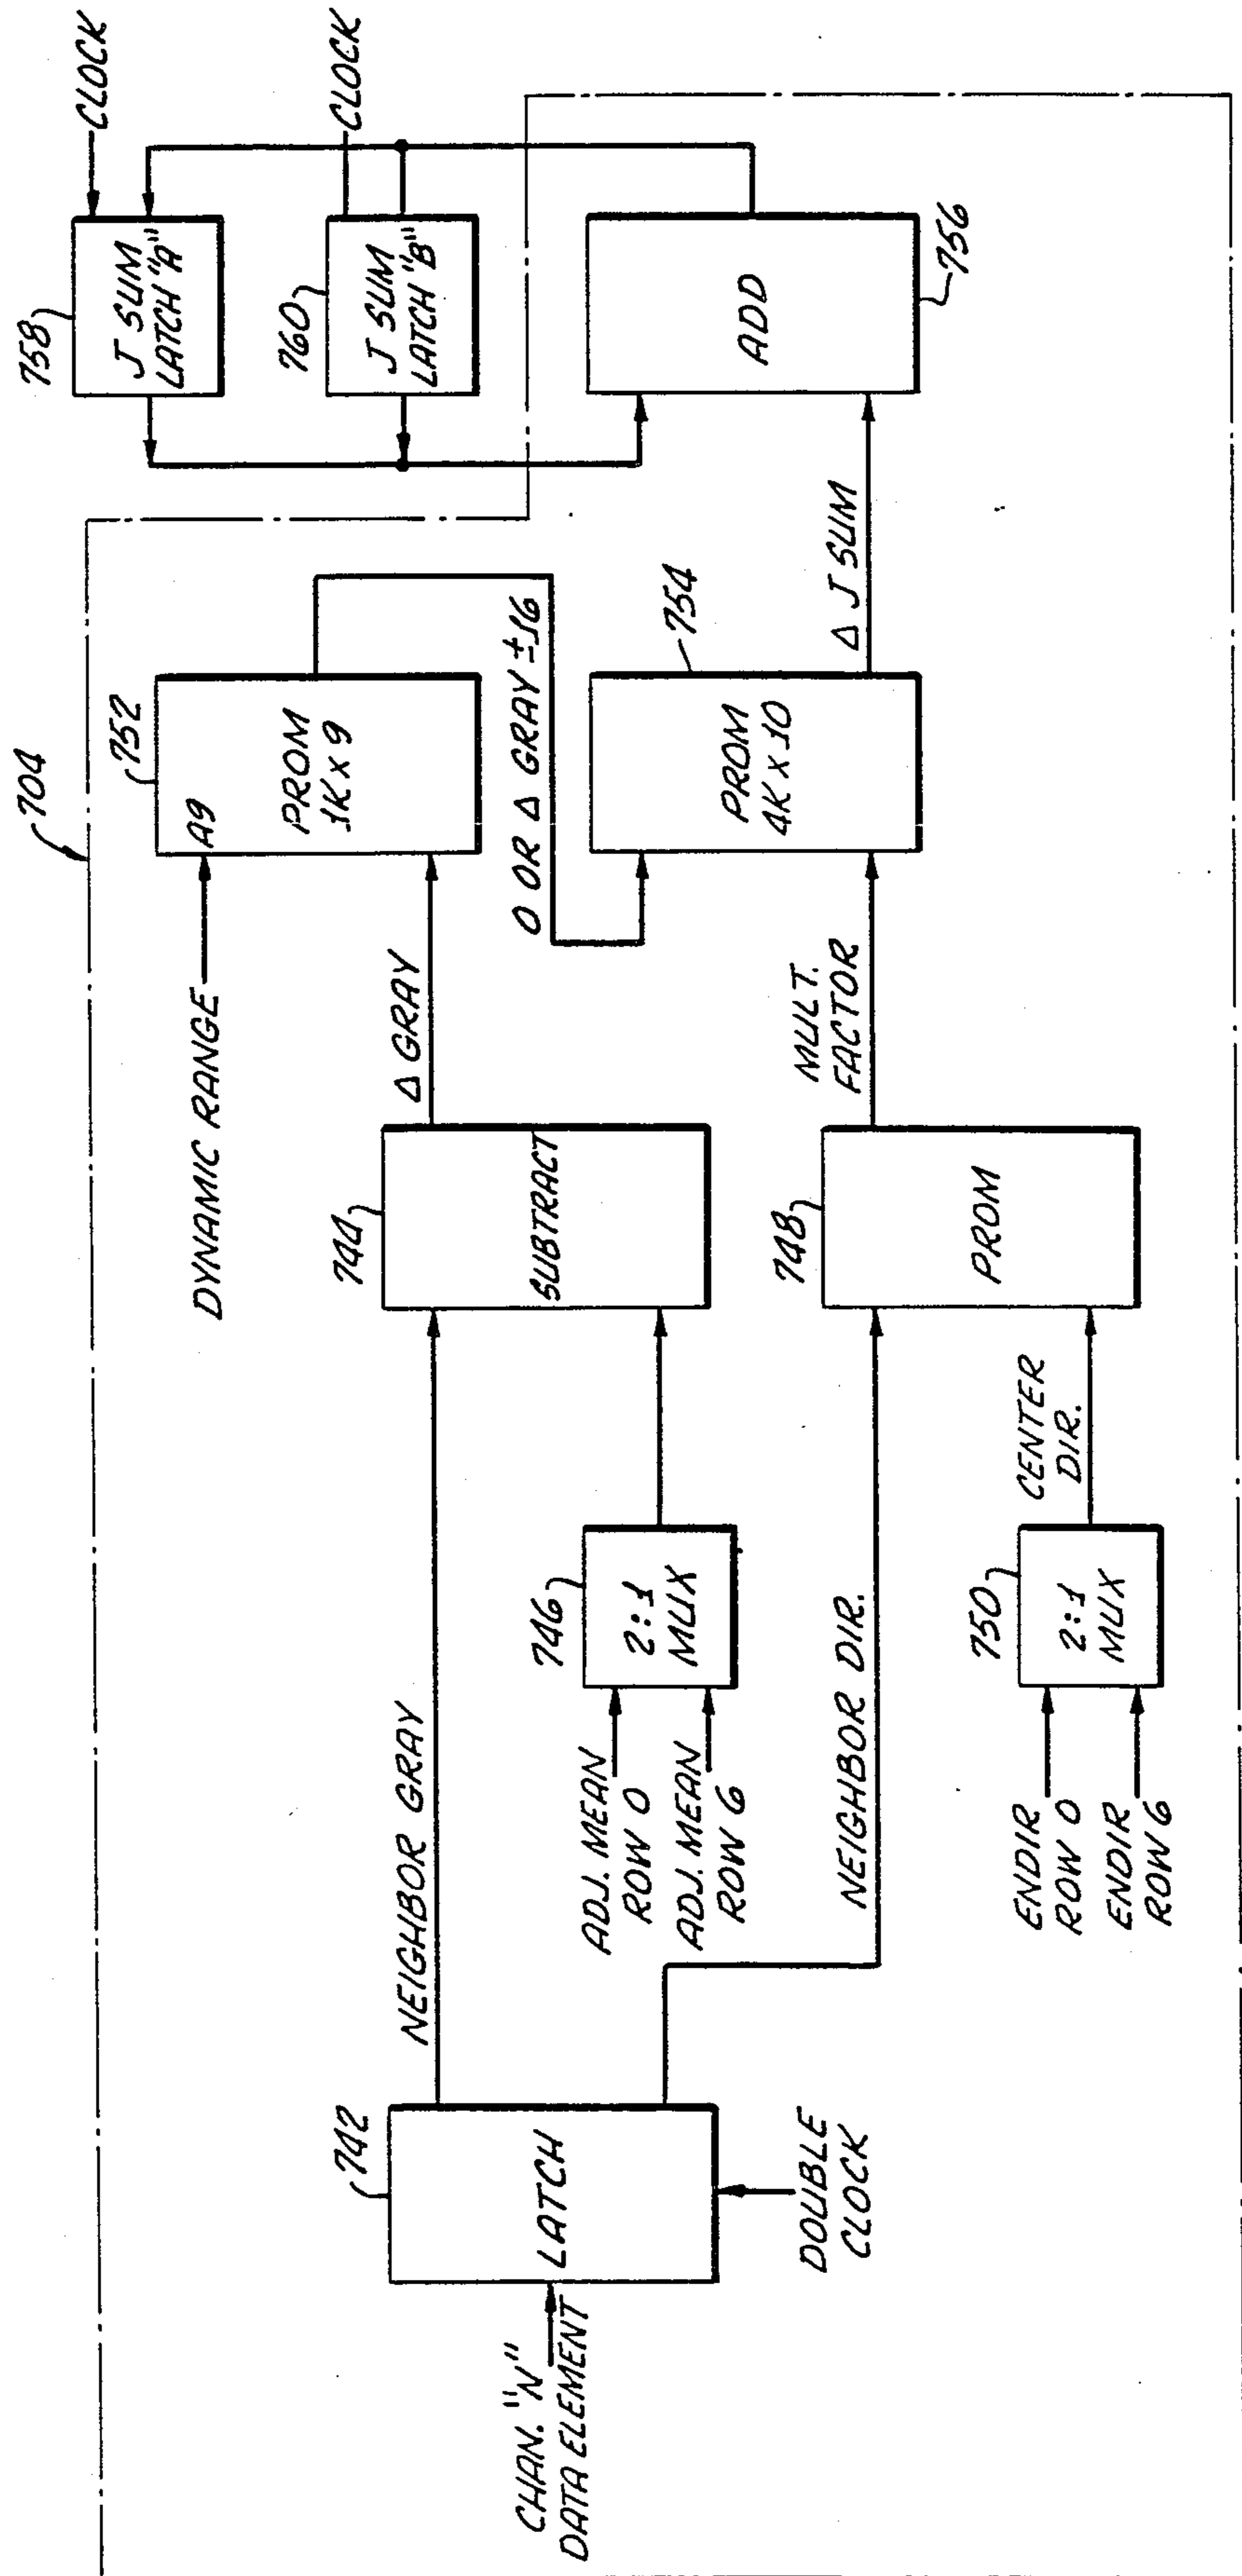 704
CHAN. "N"
DATA ELEMENT
742
LATCH
DOUBLE
CLOCK
NEIGHBOR GRAY
NEIGHBOR DIR.
ADJ. MEAN
ROW 0
ADJ. MEAN
ROW 6
746
2:1
MUX
ENDIR
ROW 0
ENDIR
ROW 6
750
2:1
MUX
CENTER
DIR.
744
SUBTRACT
748
PROM
DYNAMIC RANGE
Δ GRAY
MULT.
FACTOR
752
A9
PROM
1K x 9
0 OR Δ GRAY ±16
754
PROM
4K x 10
Δ J SUM
758
J SUM
LATCH "A"
CLOCK
760
J SUM
LATCH "B"
CLOCK
ADD
756